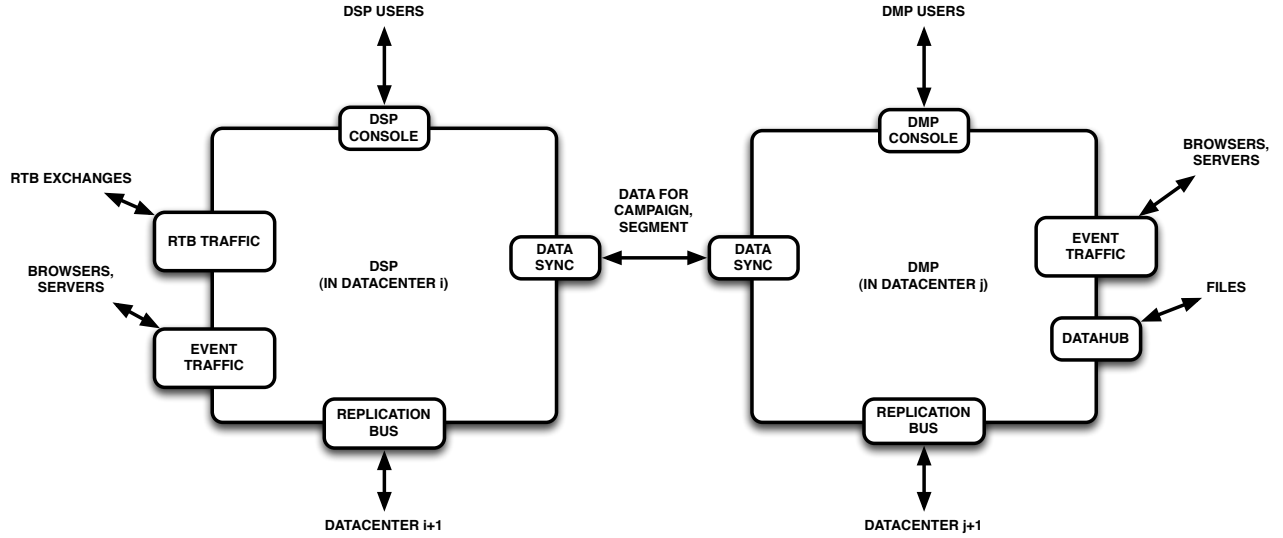 DSP USERS
DMP USERS
DSP
CONSOLE
DMP
CONSOLE
RTB EXCHANGES
RTB TRAFFIC
BROWSERS,
SERVERS
EVENT
TRAFFIC
DSP
(IN DATACENTER i)
DATA
SYNC
DATA FOR
CAMPAIGN,
SEGMENT
DATA
SYNC
DMP
(IN DATACENTER j)
BROWSERS,
SERVERS
EVENT
TRAFFIC
FILES
DATAHUB
REPLICATION
BUS
REPLICATION
BUS
DATACENTER i+1
DATACENTER j+1